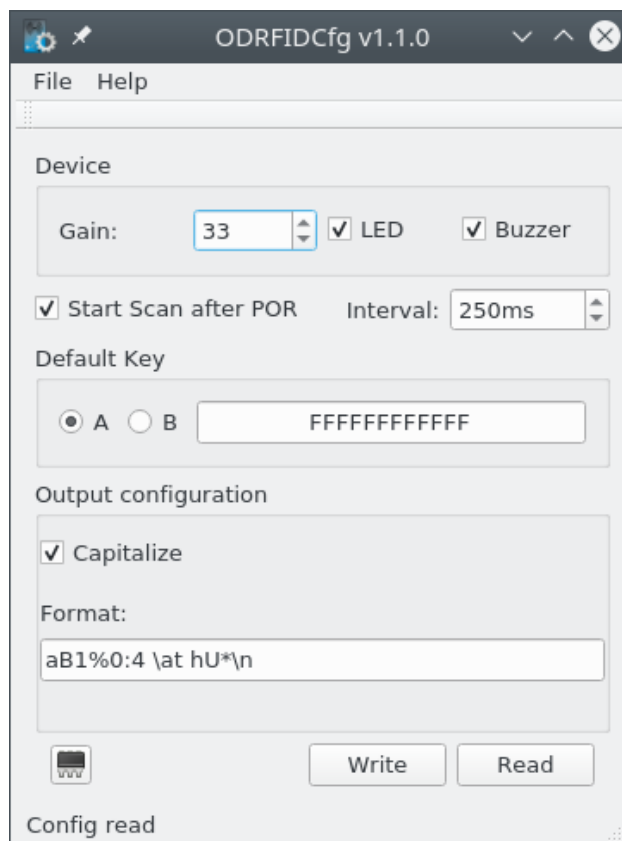 ODRFIDCfg v1.1.0
File Help
Device
Gain: 33 LED Buzzer
Start Scan after POR Interval: 250ms
Default Key
A B FFFFFFFFFFFF
Output configuration
Capitalize
Format:
aB1%0:4 \at hU*\n
Write Read
Config read